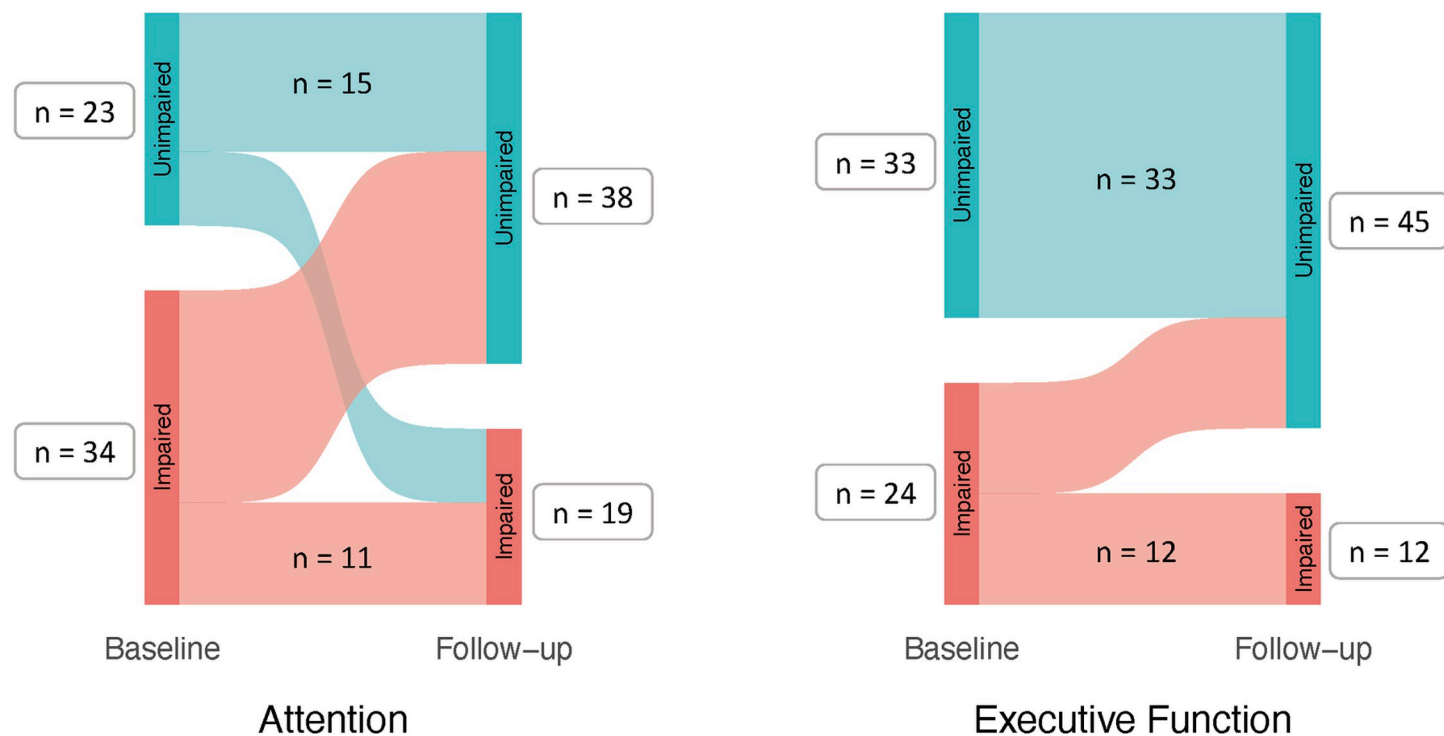 Unimpaired
n = 23
n = 15
Unimpaired
n = 38
Impaired
n = 34
n = 11
Impaired
n = 19
Baseline
Follow-up
Attention
Unimpaired
n = 33
n = 33
Unimpaired
n = 45
Impaired
n = 24
n = 12
Impaired
n = 12
Baseline
Follow-up
Executive Function